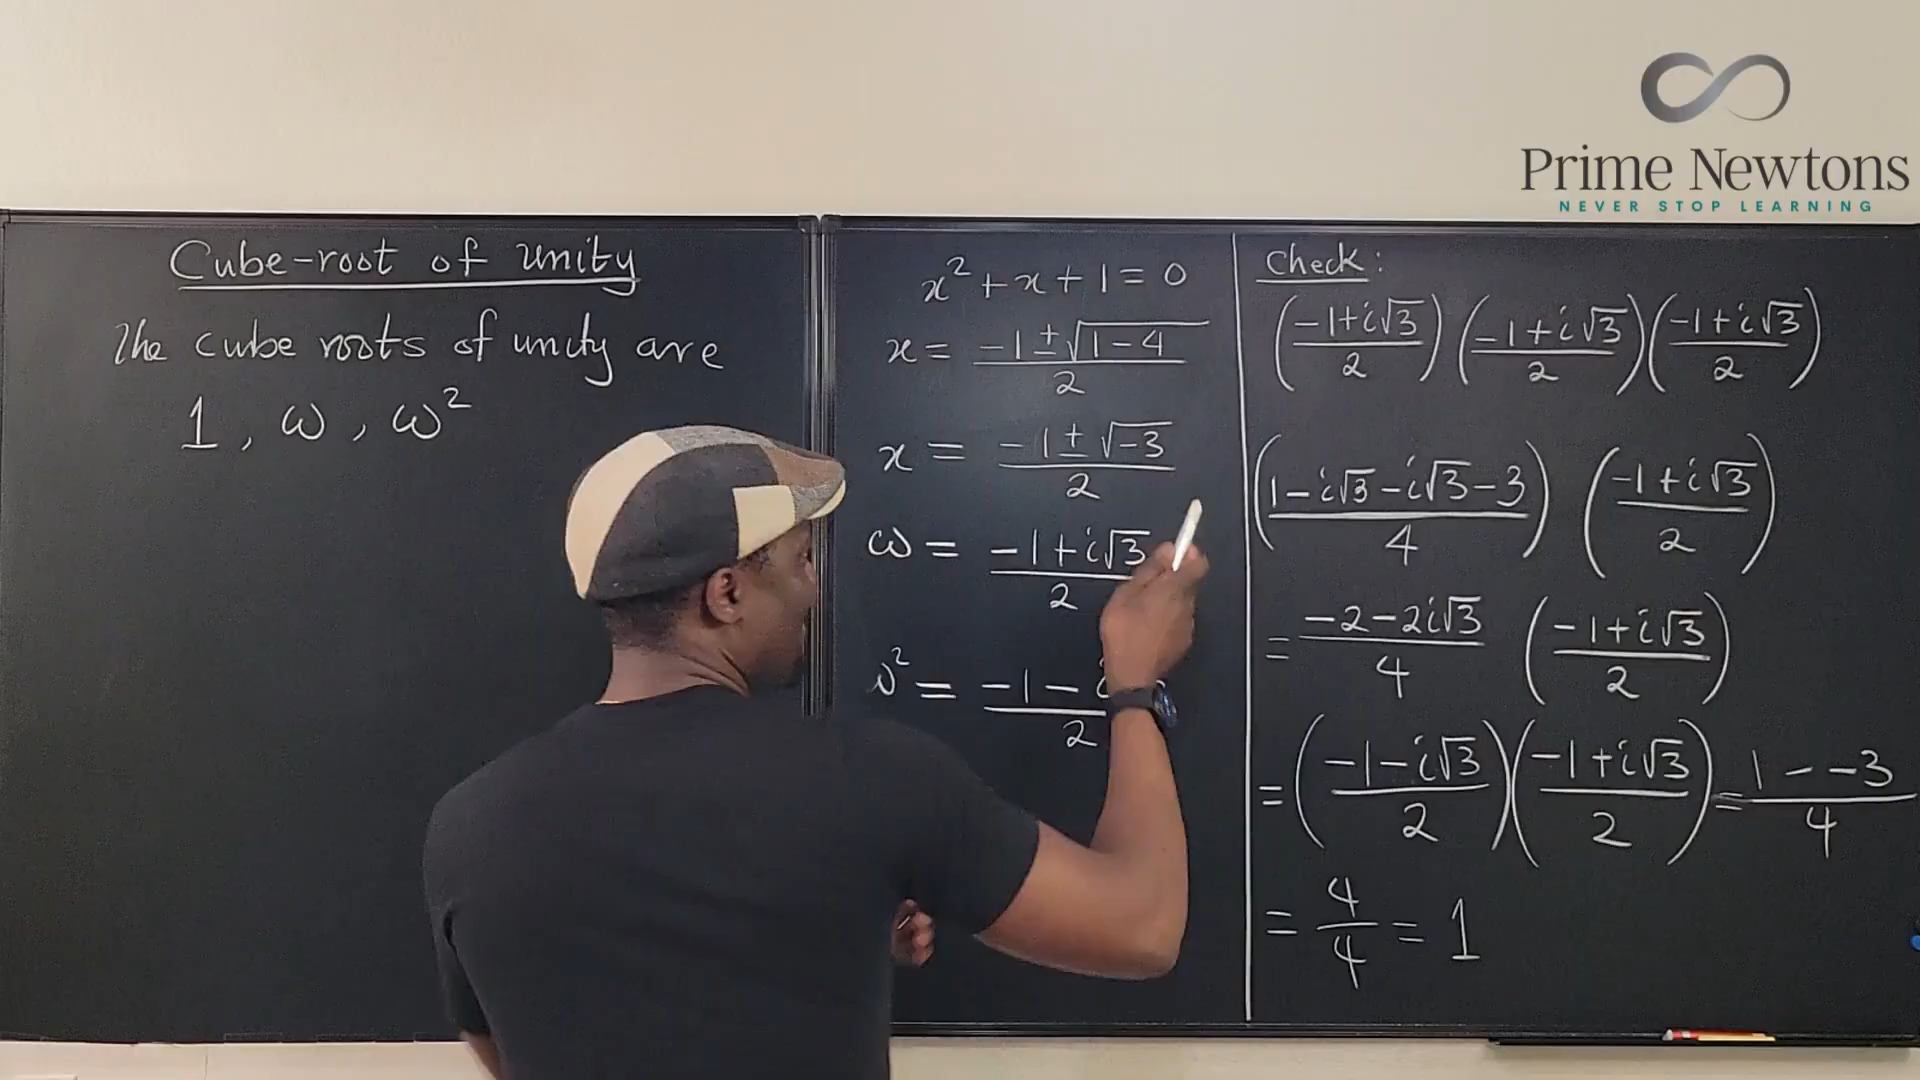 Prime Newtons
NEVER STOP LEARNING
Cube-root of unity
The cube roots of unity are
1, ω, ω²
x² + x + 1 = 0
x = (-1 ± √(1-4))/2
x = (-1 ± √-3)/2
ω = (-1 + i√3)/2
ω² = (-1 - i)/2
Check:
((-1+i√3)/2) ((-1+i√3)/2) ((-1+i√3)/2)
((1-i√3-i√3-3)/4) ((-1+i√3)/2)
= (-2-2i√3)/4 ((-1+i√3)/2)
= ((-1-i√3)/2) ((-1+i√3)/2) = (1--3)/4
= 4/4 = 1